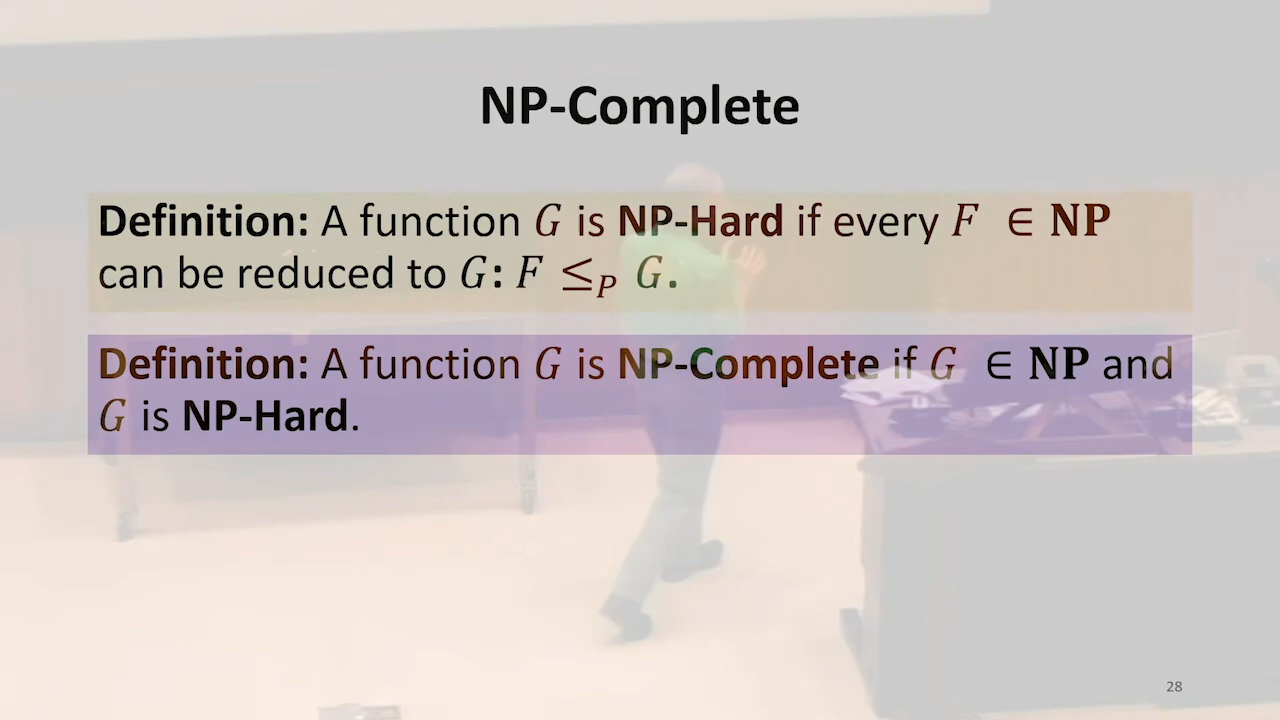 NP-Complete
Definition: A function G is NP-Hard if every F ∈ NP
can be reduced to G: F ≤P G.
Definition: A function G is NP-Complete if G ∈ NP and
G is NP-Hard.
28